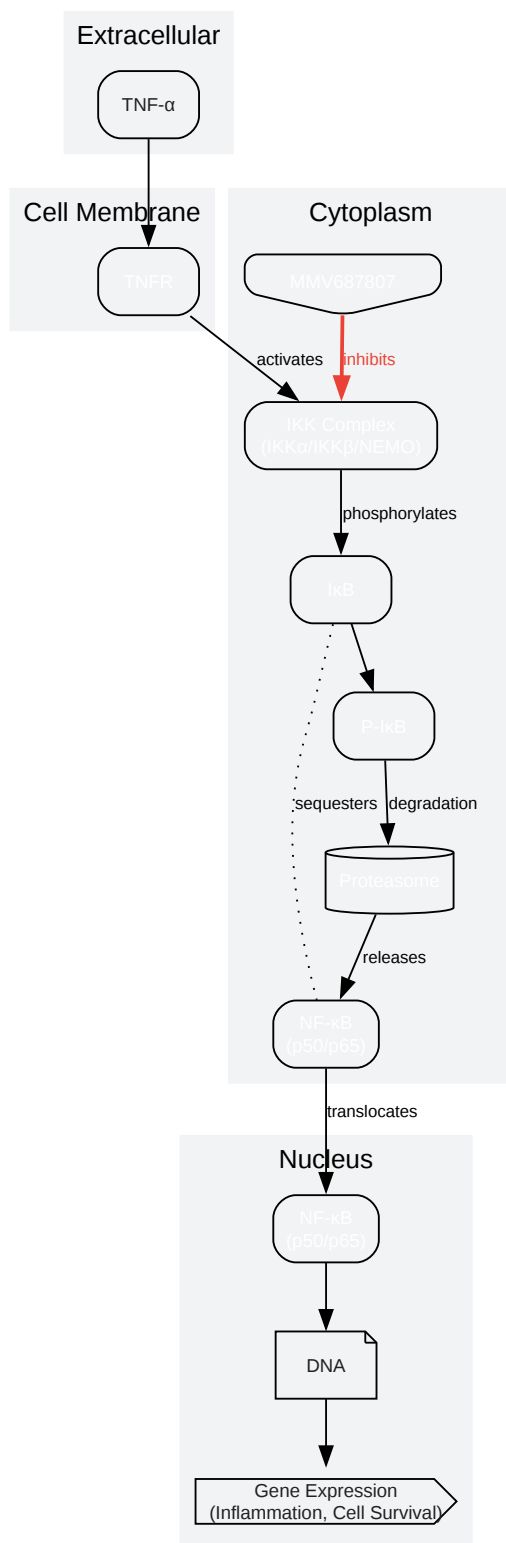 Extracellular
TNF-α
Cell Membrane
Cytoplasm
TNFR
MMV687807
activates
inhibits
IKK Complex
(IKKα/IKKβ/NEMO)
phosphorylates
IκB
P-IκB
sequesters
degradation
Proteasome
releases
NF-κB
(p50/p65)
translocates
Nucleus
NF-κB
(p50/p65)
DNA
Gene Expression
(Inflammation, Cell Survival)